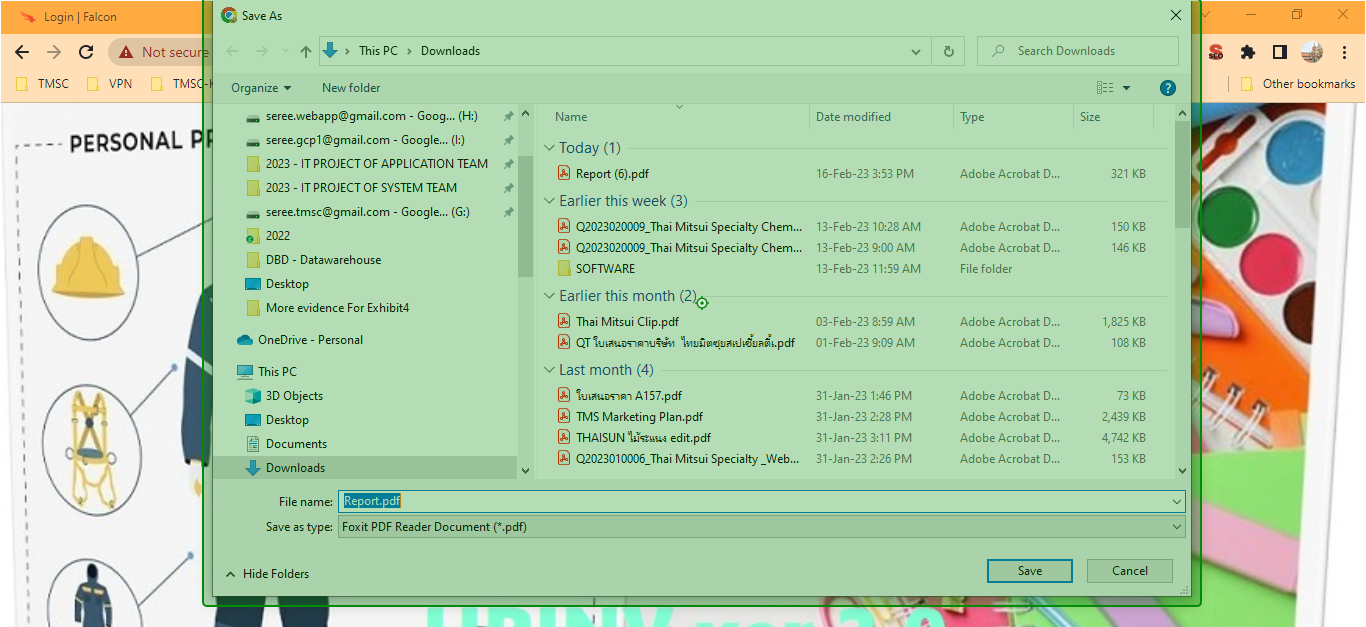 Login | Falcon
Save As
Not secure
This PC > Downloads
Search Downloads
SEO
TMSC
VPN
TMSC-K
Other bookmarks
Organize
New folder
?
seree.webapp@gmail.com - Goog... (H:)
seree.gcp1@gmail.com - Google... (I:)
2023 - IT PROJECT OF APPLICATION TEAM
2023 - IT PROJECT OF SYSTEM TEAM
seree.tmsc@gmail.com - Google... (G:)
2022
DBD - Datawarehouse
Desktop
More evidence For Exhibit4
OneDrive - Personal
This PC
3D Objects
Desktop
Documents
Downloads
Name Date modified Type Size
Today (1)
Report (6).pdf 16-Feb-23 3:53 PM Adobe Acrobat D... 321 KB
Earlier this week (3)
Q2023020009_Thai Mitsui Specialty Chem... 13-Feb-23 10:28 AM Adobe Acrobat D... 150 KB
Q2023020009_Thai Mitsui Specialty Chem... 13-Feb-23 9:00 AM Adobe Acrobat D... 146 KB
SOFTWARE 13-Feb-23 11:59 AM File folder
Earlier this month (2)
Thai Mitsui Clip.pdf 03-Feb-23 8:59 AM Adobe Acrobat D... 1,825 KB
QT ใบเสนอราคาบริษัท ไทยมิตซุยสเปเชี้ยลตี้เ.pdf 01-Feb-23 9:09 AM Adobe Acrobat D... 108 KB
Last month (4)
ใบเสนอราคา A157.pdf 31-Jan-23 1:46 PM Adobe Acrobat D... 73 KB
TMS Marketing Plan.pdf 31-Jan-23 2:28 PM Adobe Acrobat D... 2,439 KB
THAISUN ไม้ระแนง edit.pdf 31-Jan-23 3:11 PM Adobe Acrobat D... 4,742 KB
Q2023010006_Thai Mitsui Specialty _Web... 31-Jan-23 2:26 PM Adobe Acrobat D... 153 KB
File name: Report.pdf
Save as type: Foxit PDF Reader Document (*.pdf)
Hide Folders
Save
Cancel
PERSONAL PR